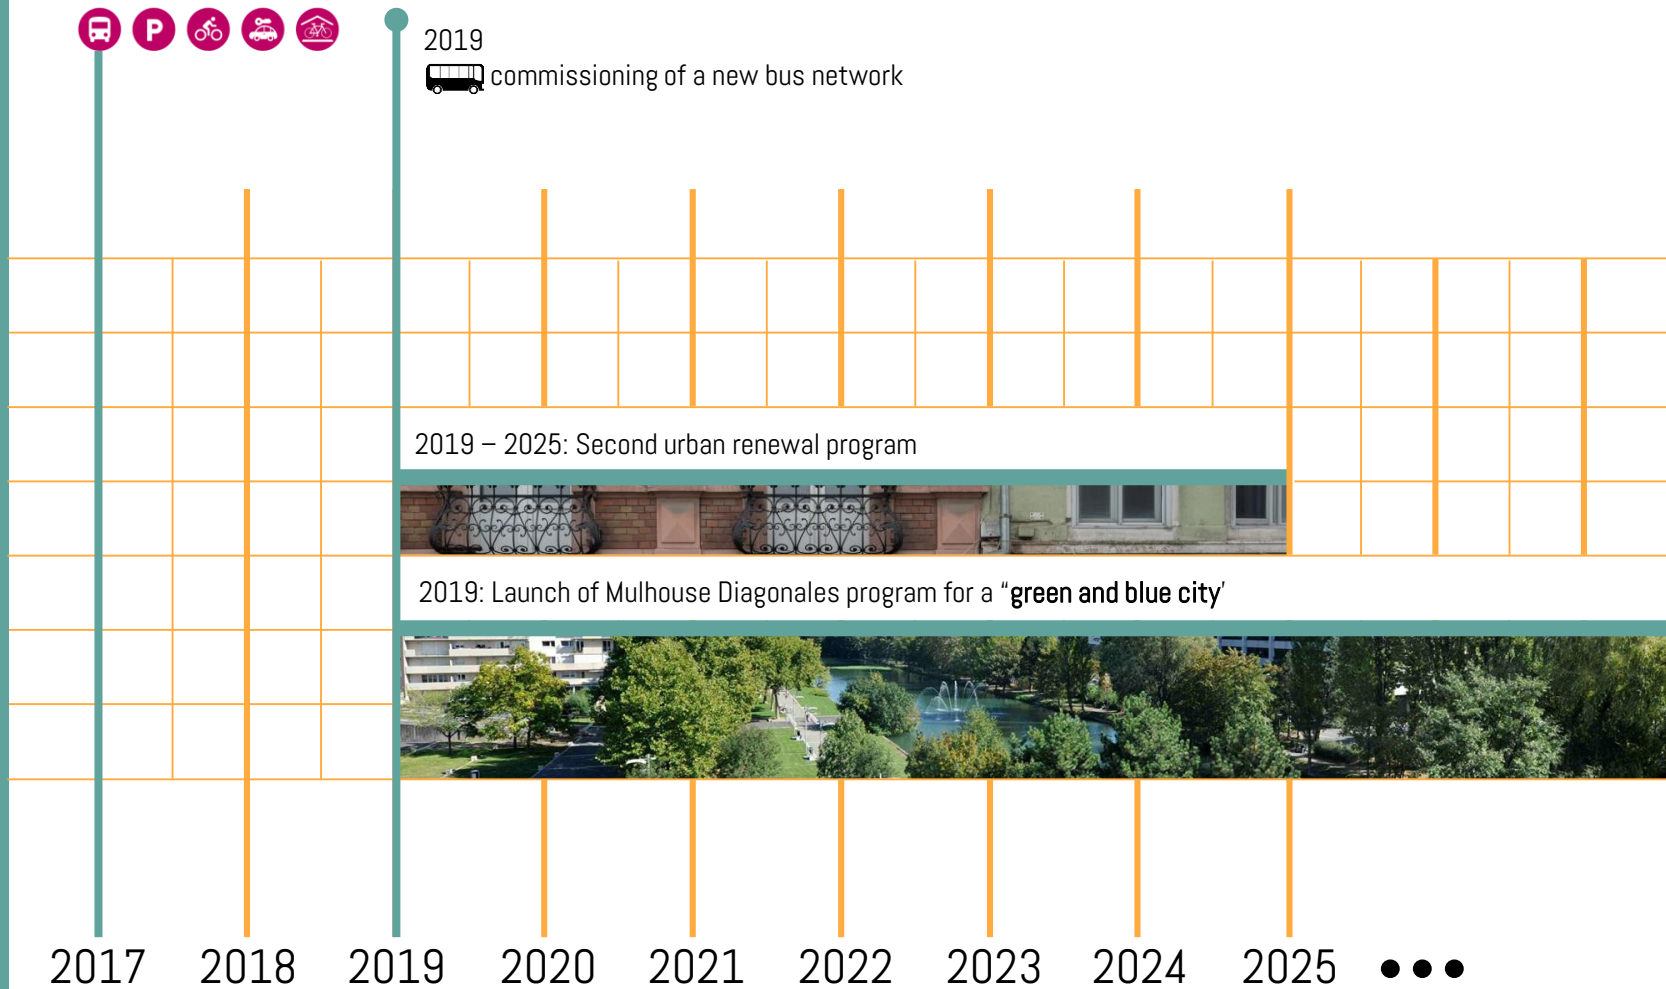 P
2019
commissioning of a new bus network
2019 – 2025: Second urban renewal program
2019: Launch of Mulhouse Diagonales program for a “green and blue city’
2017 2018 2019 2020 2021 2022 2023 2024 2025 ●●●